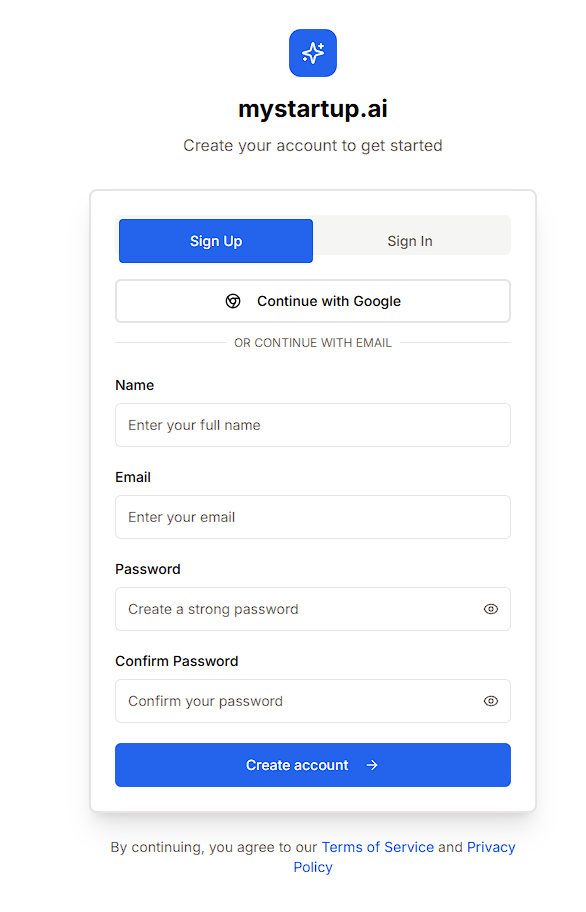 mystartup.ai
Create your account to get started
Sign Up
Sign In
Continue with Google
OR CONTINUE WITH EMAIL
Name
Enter your full name
Email
Enter your email
Password
Create a strong password
Confirm Password
Confirm your password
Create account
By continuing, you agree to our Terms of Service and Privacy
Policy